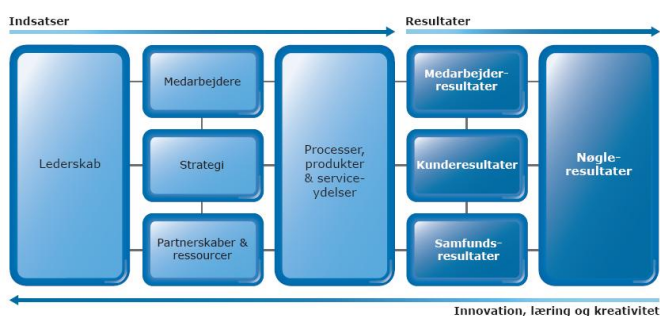 Indsatser
Resultater
Lederskab
Medarbejdere
Strategi
Partnerskaber &
ressourcer
Processer,
produkter
& service-
ydelser
Medarbejder-
resultater
Kunderesultater
Samfunds-
resultater
Nøgle-
resultater
Innovation, læring og kreativitet